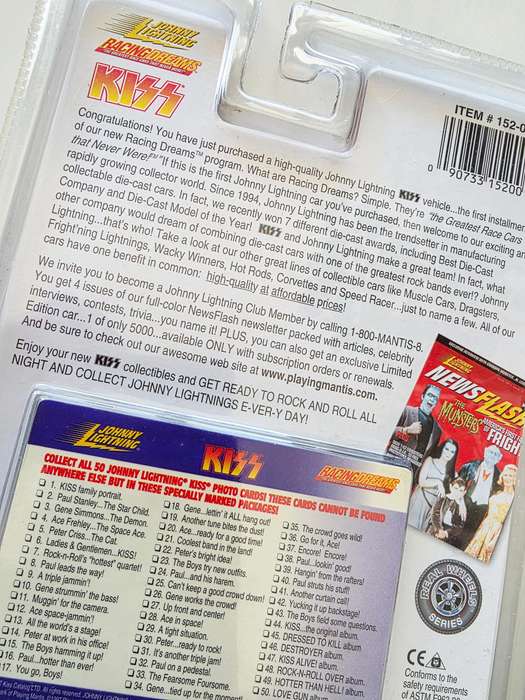 JOHNNY LIGHTNING
RACING DREAMS
KISS
ITEM # 152-0
0 90733 15200
Congratulations! You have just purchased a high-quality Johnny Lightning KISS vehicle...the first installmen
of our new Racing Dreams™ program. What are Racing Dreams? Simple. They're "the Greatest Race Cars
that Never Were!"™ If this is the first Johnny Lightning car you've purchased, then welcome to our exciting an
rapidly growing collector world. Since 1994, Johnny Lightning has been the trendsetter in manufacturing
collectable die-cast cars. In fact, we recently won 7 different die-cast awards, including Best Die-Cast
Company and Die-Cast Model of the Year! KISS and Johnny Lightning make a great team! In fact, what
other company would dream of combining die-cast cars with one of the greatest rock bands ever!? Johnny
Lightning...that's who! Take a look at our other great lines of collectible cars like Muscle Cars, Dragsters,
Fright'ning Lightnings, Wacky Winners, Hot Rods, Corvettes and Speed Racer...just to name a few. All of our
cars have one benefit in common: high-quality at affordable prices!
We invite you to become a Johnny Lightning Club Member by calling 1-800-MANTIS-8.
You get 4 issues of our full-color NewsFlash newsletter packed with articles, celebrity
interviews, contests, trivia...you name it! PLUS, you can also get an exclusive Limited
Edition car...1 of only 5000...available ONLY with subscription orders or renewals.
And be sure to check out our awesome web site at www.playingmantis.com.
Enjoy your new KISS collectibles and GET READY TO ROCK AND ROLL ALL
NIGHT AND COLLECT JOHNNY LIGHTNINGS E-VER-Y DAY!
NEWSFLASH
THE MUNSTERS
AMERICA'S FIRST
OF FRIGH
JOHNNY LIGHTNING
KISS
RACING DREAMS
COLLECT ALL 50 JOHNNY LIGHTNING® KISS® PHOTO CARDS! THESE CARDS CANNOT BE FOUND
ANYWHERE ELSE BUT IN THESE SPECIALLY MARKED PACKAGES!
1. KISS family portrait.
2. Paul Stanley...The Star Child.
3. Gene Simmons...The Demon.
4. Ace Frehley...The Space Ace.
5. Peter Criss...The Cat.
6. Ladies & Gentlemen...KISS!
7. Rock-n-Roll's "hottest" quartet!
8. Paul leads the way!
9. A triple jammin'!
10. Gene strummin' the bass!
11. Muggin' for the camera.
12. Ace space-jammin'!
13. All the world's a stage!
14. Peter at work in his office!
15. The Boys hamming it up!
16. Paul...hotter than ever!
17. You go, Boys!
18. Gene...lettin' it ALL hang out!
19. Another tune bites the dust!
20. Ace...ready for a good time!
21. Coolest band in the land!
22. Peter's bright idea!
23. The Boys try new outfits.
24. Paul...and his harem.
25. Can't keep a good crowd down!
26. Gene works the crowd!
27. Up front and center!
28. Ace in space!
29. A tight situation.
30. Peter...ready to rock!
31. It's another triple jam!
32. Paul on a pedestal!
33. The Fearsome Foursome.
34. Gene...tied up for the moment!
35. The crowd goes wild!
36. Go for it, Ace!
37. Encore! Encore!
38. Paul...lookin' good!
39. Hangin' from the rafters!
40. Paul struts his stuff!
41. Another curtain call!
42. Yucking it up backstage!
43. The Boys field some questions.
44. KISS...the original album.
45. DRESSED TO KILL album.
46. DESTROYER album.
47. KISS ALIVE! album.
48. ROCK-N-ROLL OVER album.
49. HOTTER THAN HELL! album.
50. LOVE GUN album.
REAL WHEELS
SERIES
CE
Conforms to the
safety requirements
of ASTM F963